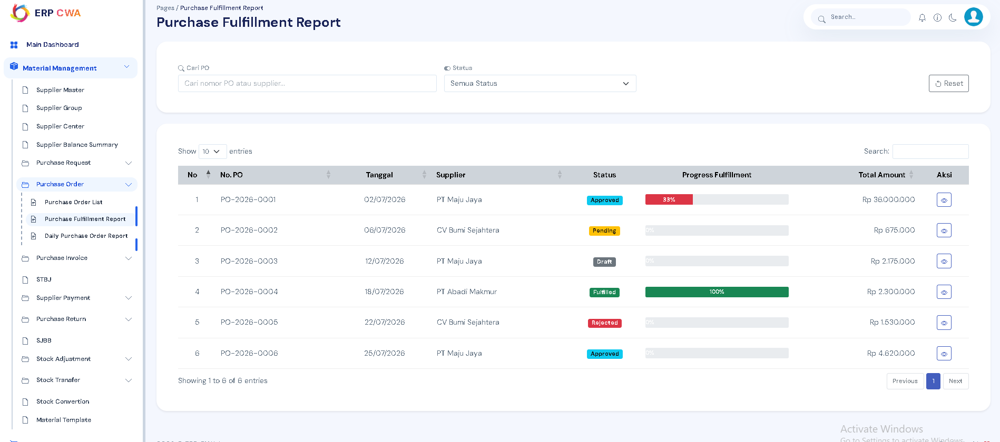 ERP CWA
Main Dashboard
Material Management
Supplier Master
Supplier Group
Supplier Center
Supplier Balance Summary
Purchase Request
Purchase Order
Purchase Order List
Purchase Fulfillment Report
Daily Purchase Order Report
Purchase Invoice
STBJ
Supplier Payment
Purchase Return
SJBB
Stock Adjustment
Stock Transfer
Stock Convertion
Material Template
Pages / Purchase Fulfillment Report
Purchase Fulfillment Report
Search...
Cari PO
Cari nomor PO atau supplier...
Status
Semua Status
Reset
Show 10 entries
Search:
No No. PO Tanggal Supplier Status Progress Fulfillment Total Amount Aksi
1 PO-2026-0001 02/07/2026 PT Maju Jaya Approved 33% Rp 36.000.000
2 PO-2026-0002 06/07/2026 CV Bumi Sejahtera Pending 0% Rp 675.000
3 PO-2026-0003 12/07/2026 PT Maju Jaya Draft 0% Rp 2.175.000
4 PO-2026-0004 18/07/2026 PT Abadi Makmur Fulfilled 100% Rp 2.300.000
5 PO-2026-0005 22/07/2026 CV Bumi Sejahtera Rejected 0% Rp 1.530.000
6 PO-2026-0006 25/07/2026 PT Maju Jaya Approved 0% Rp 4.620.000
Showing 1 to 6 of 6 entries
Previous 1 Next
Activate Windows
Go to Settings to activate Windows.